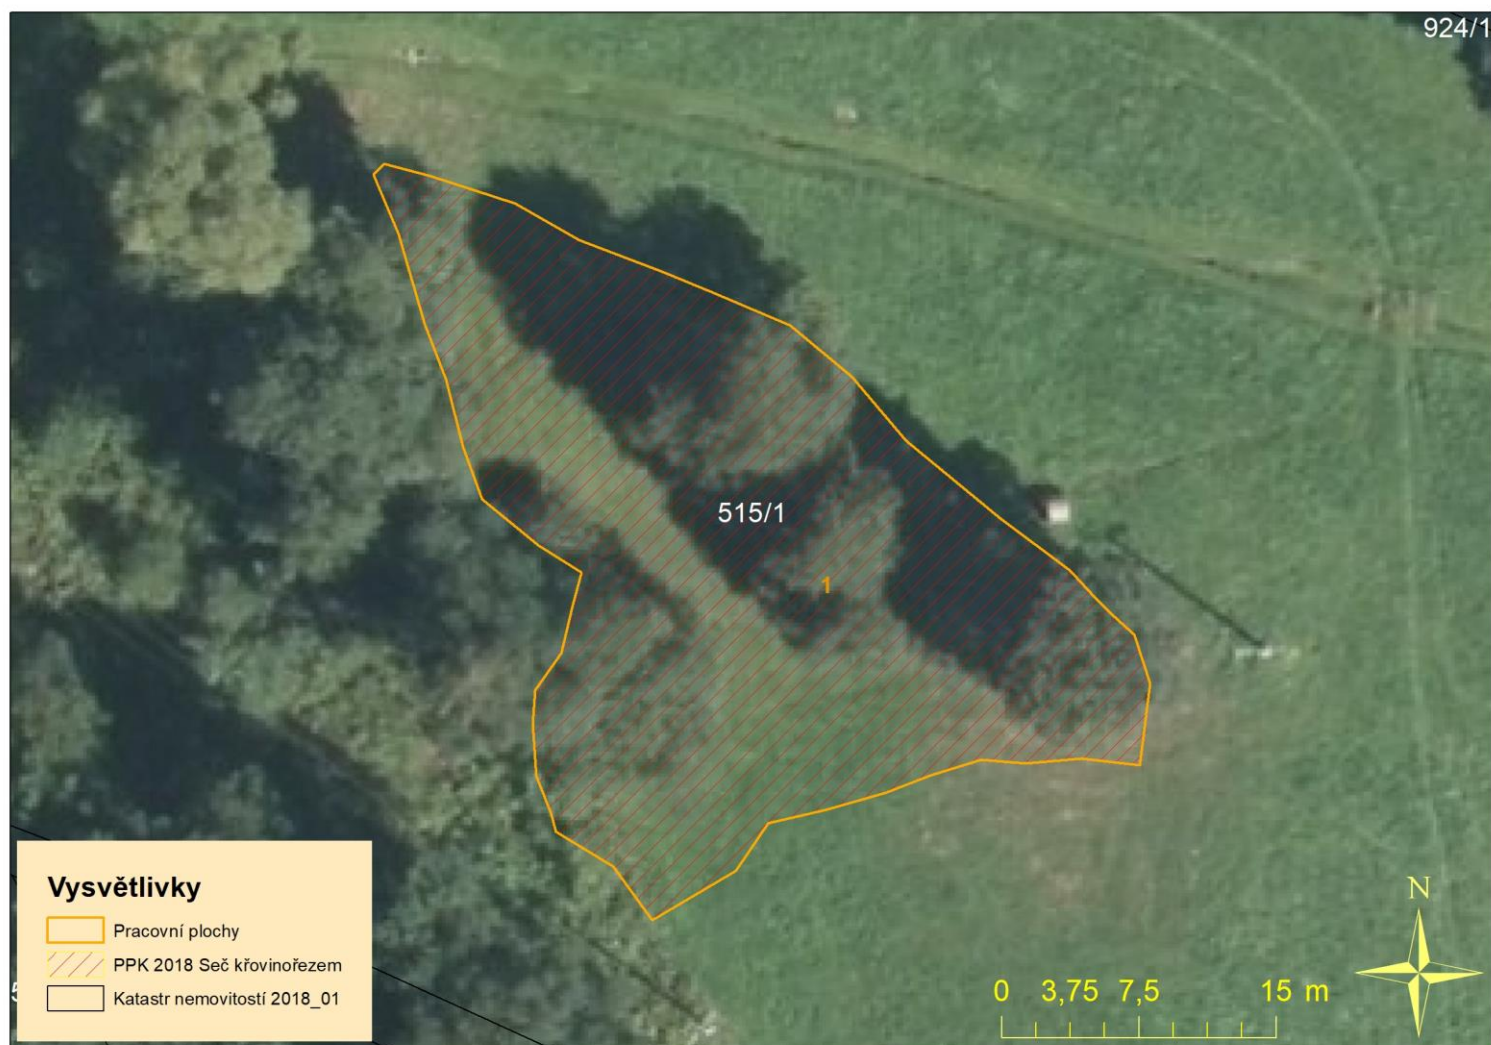 924/1
515/1
1
Vysvětlivky
Pracovní plochy
PPK 2018 Seč křovinořezem
Katastr nemovitostí 2018_01
5
N
0 3,75 7,5 15 m